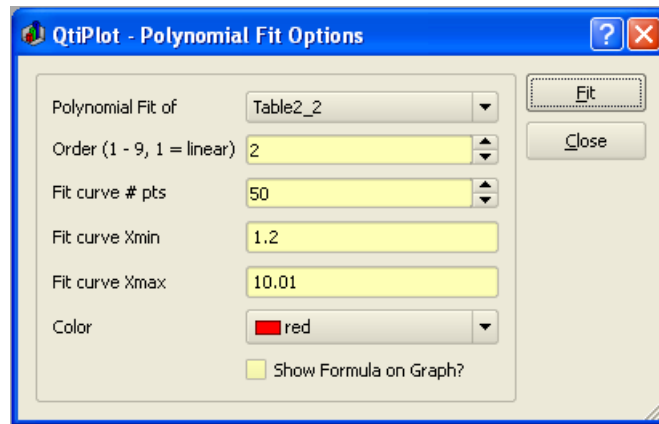 QtiPlot - Polynomial Fit Options
Polynomial Fit of Table2_2
Order (1 - 9, 1 = linear) 2
Fit curve # pts 50
Fit curve Xmin 1.2
Fit curve Xmax 10.01
Color red
Show Formula on Graph?
Fit
Close